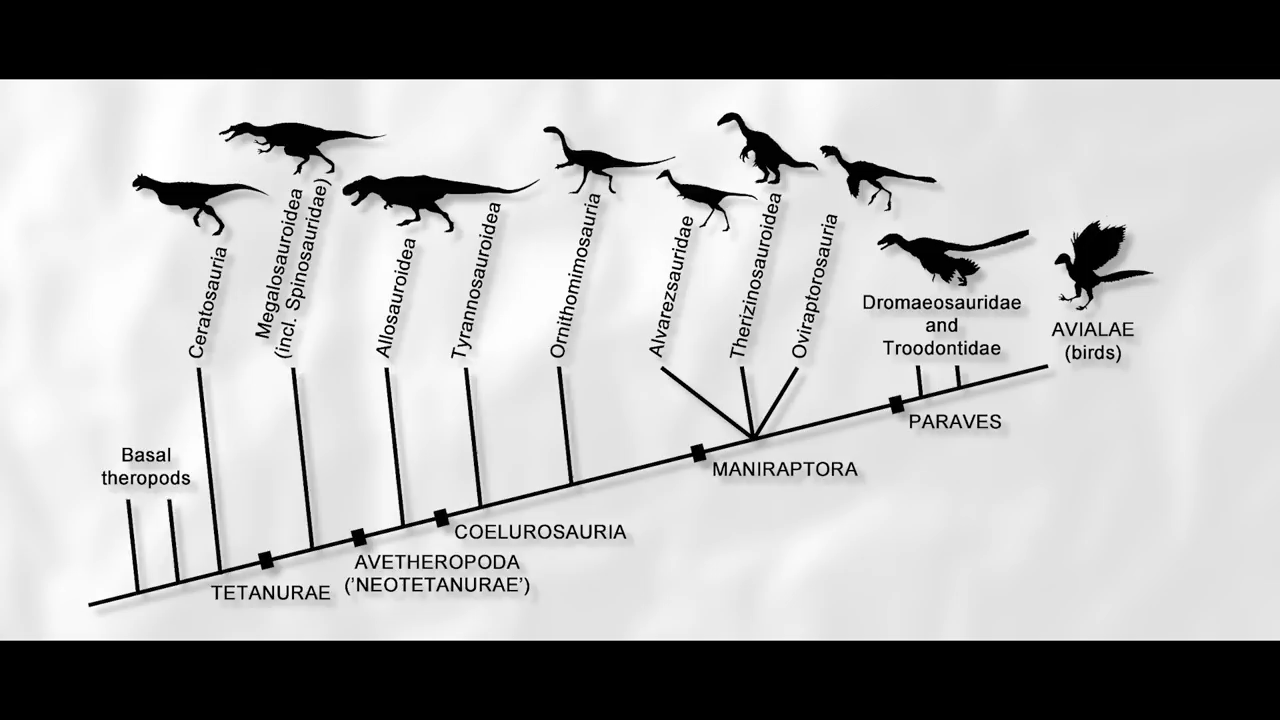 Ceratosauria
Megalosauroidea
(incl. Spinosauridae)
Allosauroidea
Tyrannosauroidea
Ornithomimosauria
Alvarezsauridae
Therizinosauroidea
Oviraptorosauria
Dromaeosauridae
and
Troodontidae
AVIALAE
(birds)
Basal
theropods
PARAVES
MANIRAPTORA
COELUROSAURIA
AVETHEROPODA
('NEOTETANURAE')
TETANURAE